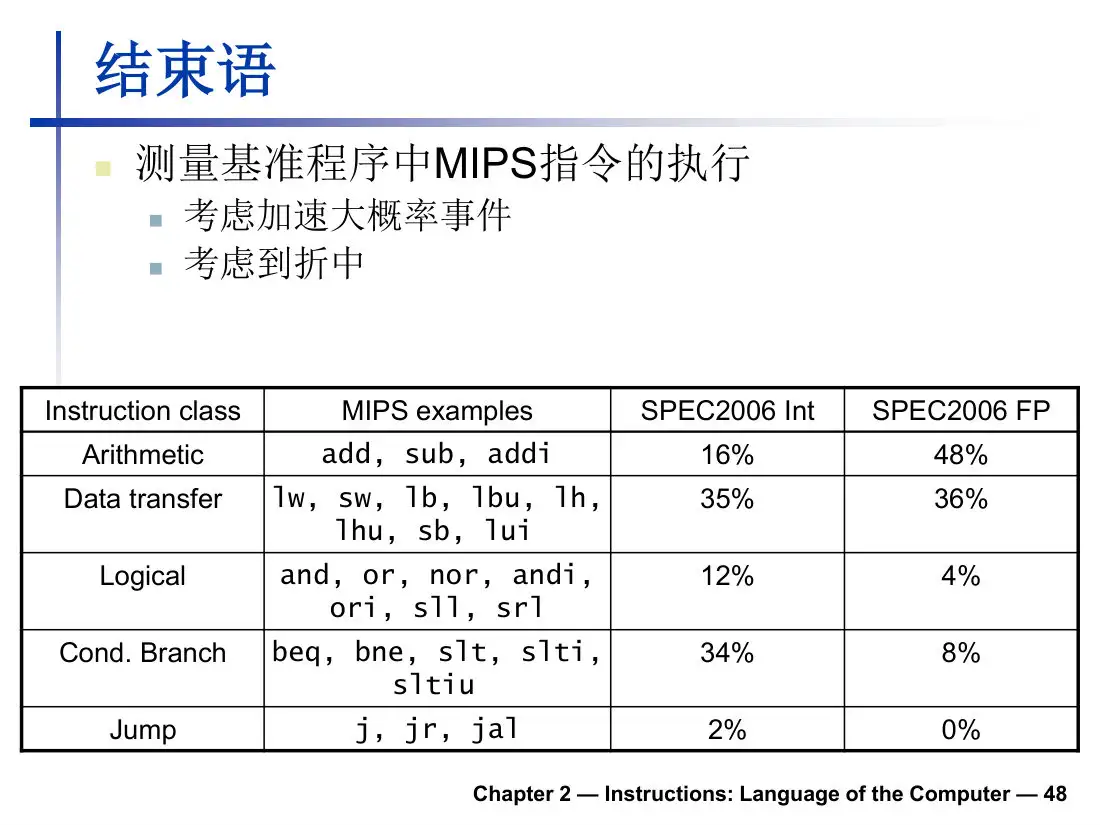 结束语
测量基准程序中MIPS指令的执行
考虑加速大概率事件
考虑到折中
Instruction class MIPS examples SPEC2006 Int SPEC2006 FP
Arithmetic add, sub, addi 16% 48%
Data transfer lw, sw, lb, lbu, lh, 35% 36%
lhu, sb, lui
Logical and, or, nor, andi, 12% 4%
ori, sll, srl
Cond. Branch beq, bne, slt, slti, 34% 8%
sltiu
Jump j, jr, jal 2% 0%
Chapter 2 — Instructions: Language of the Computer — 48